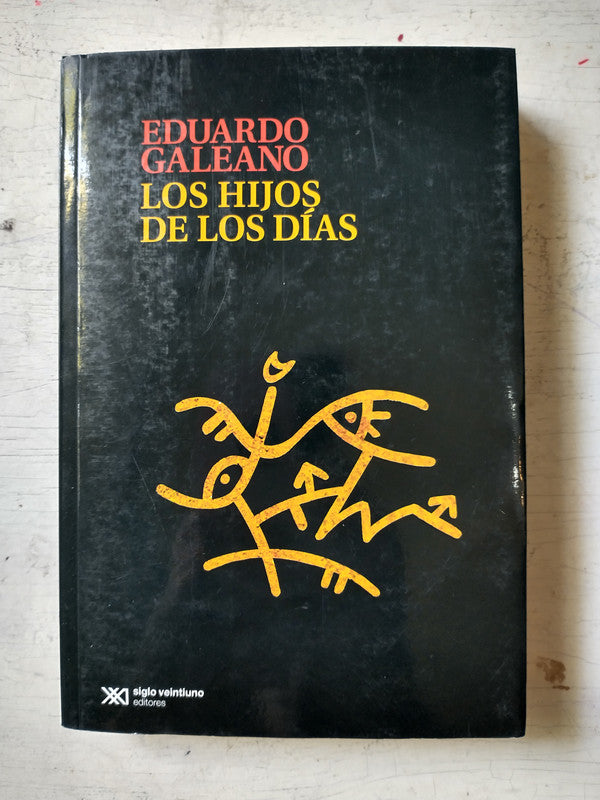 EDUARDO
GALEANO
LOS HIJOS
DE LOS DÍAS
siglo veintiuno
editores